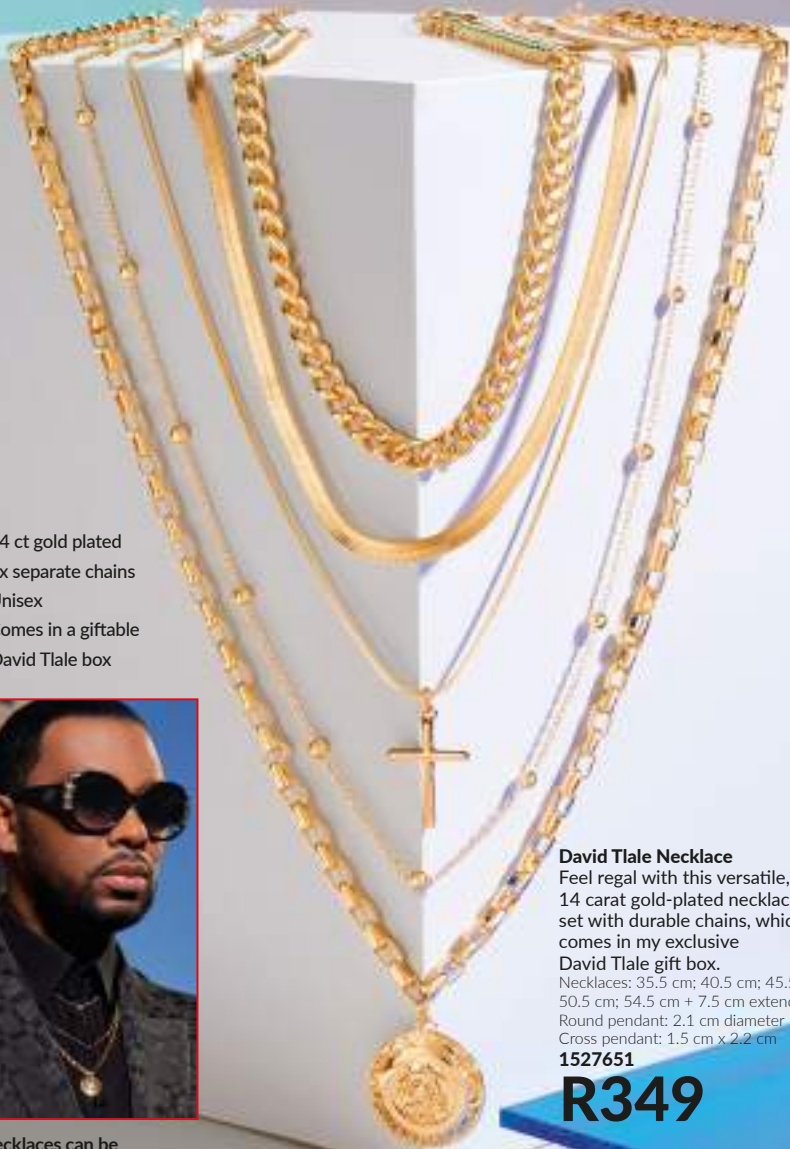 4 ct gold plated
x separate chains
nisex
omes in a giftable
David Tlale box
David Tlale Necklace
Feel regal with this versatile,
14 carat gold-plated necklac
set with durable chains, whic
comes in my exclusive
David Tlale gift box.
Necklaces: 35.5 cm; 40.5 cm; 45.5
50.5 cm; 54.5 cm + 7.5 cm extend
Round pendant: 2.1 cm diameter
Cross pendant: 1.5 cm x 2.2 cm
1527651
R349
ecklaces can be